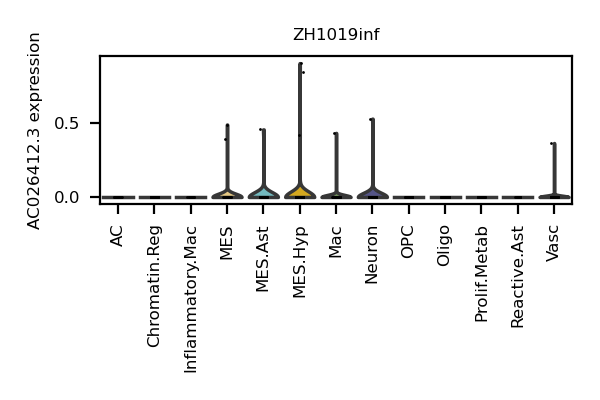 ZH1019inf
AC026412.3 expression
0.5
0.0
AC
Chromatin.Reg
Inflammatory.Mac
MES
MES.Ast
MES.Hyp
Mac
Neuron
OPC
Oligo
Prolif.Metab
Reactive.Ast
Vasc